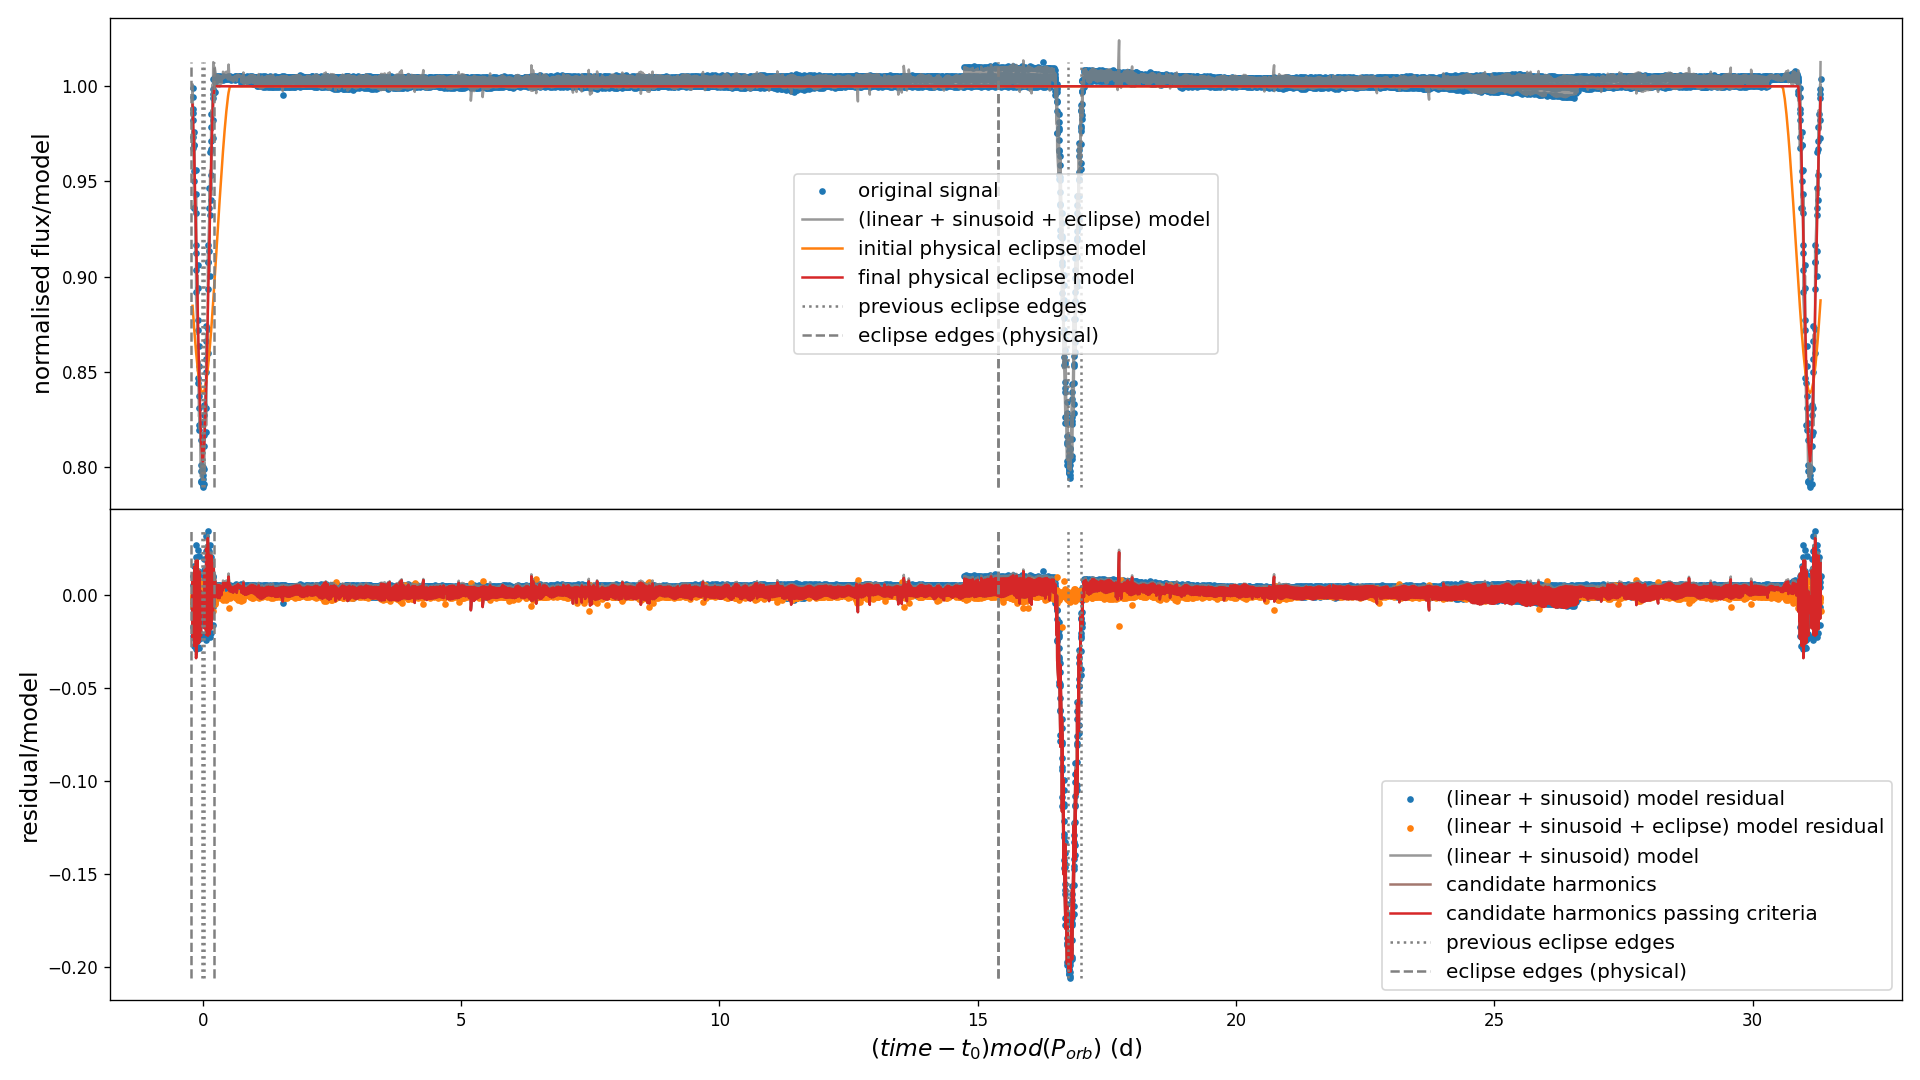 normalised flux/model
1.00
0.95
0.90
0.85
0.80
original signal
(linear + sinusoid + eclipse) model
initial physical eclipse model
final physical eclipse model
previous eclipse edges
eclipse edges (physical)
residual/model
0.00
−0.05
−0.10
−0.15
−0.20
(linear + sinusoid) model residual
(linear + sinusoid + eclipse) model residual
(linear + sinusoid) model
candidate harmonics
candidate harmonics passing criteria
previous eclipse edges
eclipse edges (physical)
0 5 10 15 20 25 30
(time − t₀)mod(P_orb) (d)